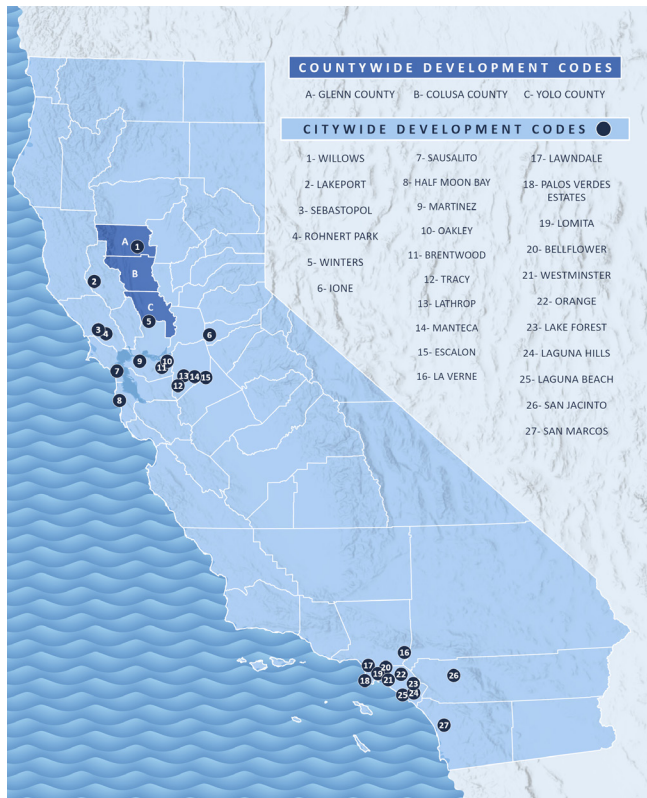 COUNTYWIDE DEVELOPMENT CODES
A- GLENN COUNTY B- COLUSA COUNTY C- YOLO COUNTY
CITYWIDE DEVELOPMENT CODES
1- WILLOWS
2- LAKEPORT
3- SEBASTOPOL
4- ROHNERT PARK
5- WINTERS
6- IONE
7- SAUSALITO
8- HALF MOON BAY
9- MARTINEZ
10- OAKLEY
11- BRENTWOOD
12- TRACY
13- LATHROP
14- MANTECA
15- ESCALON
16- LA VERNE
17- LAWNDALE
18- PALOS VERDES
ESTATES
19- LOMITA
20- BELLFLOWER
21- WESTMINSTER
22- ORANGE
23- LAKE FOREST
24- LAGUNA HILLS
25- LAGUNA BEACH
26- SAN JACINTO
27- SAN MARCOS
A 1
B
2
C
5
3 4
6
9 10
11
7
13 14 15
12
8
16
17 20
19 22
18 21
23
25 24
26
27